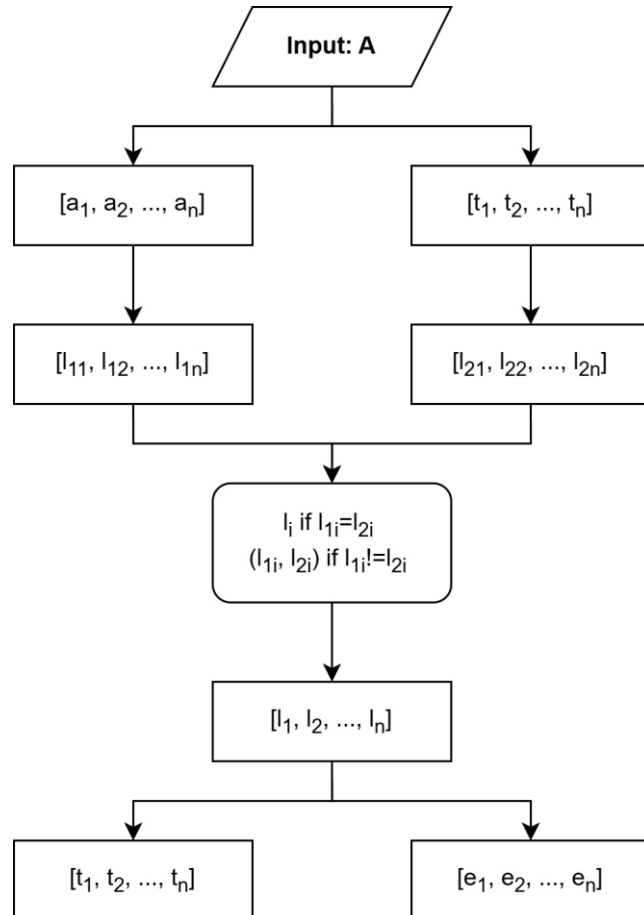 Input: A
[a₁, a₂, ..., aₙ]
[t₁, t₂, ..., tₙ]
[l₁₁, l₁₂, ..., l₁ₙ]
[l₂₁, l₂₂, ..., l₂ₙ]
lᵢ if l₁ᵢ=l₂ᵢ
(l₁ᵢ, l₂ᵢ) if l₁ᵢ!=l₂ᵢ
[l₁, l₂, ..., lₙ]
[t₁, t₂, ..., tₙ]
[e₁, e₂, ..., eₙ]